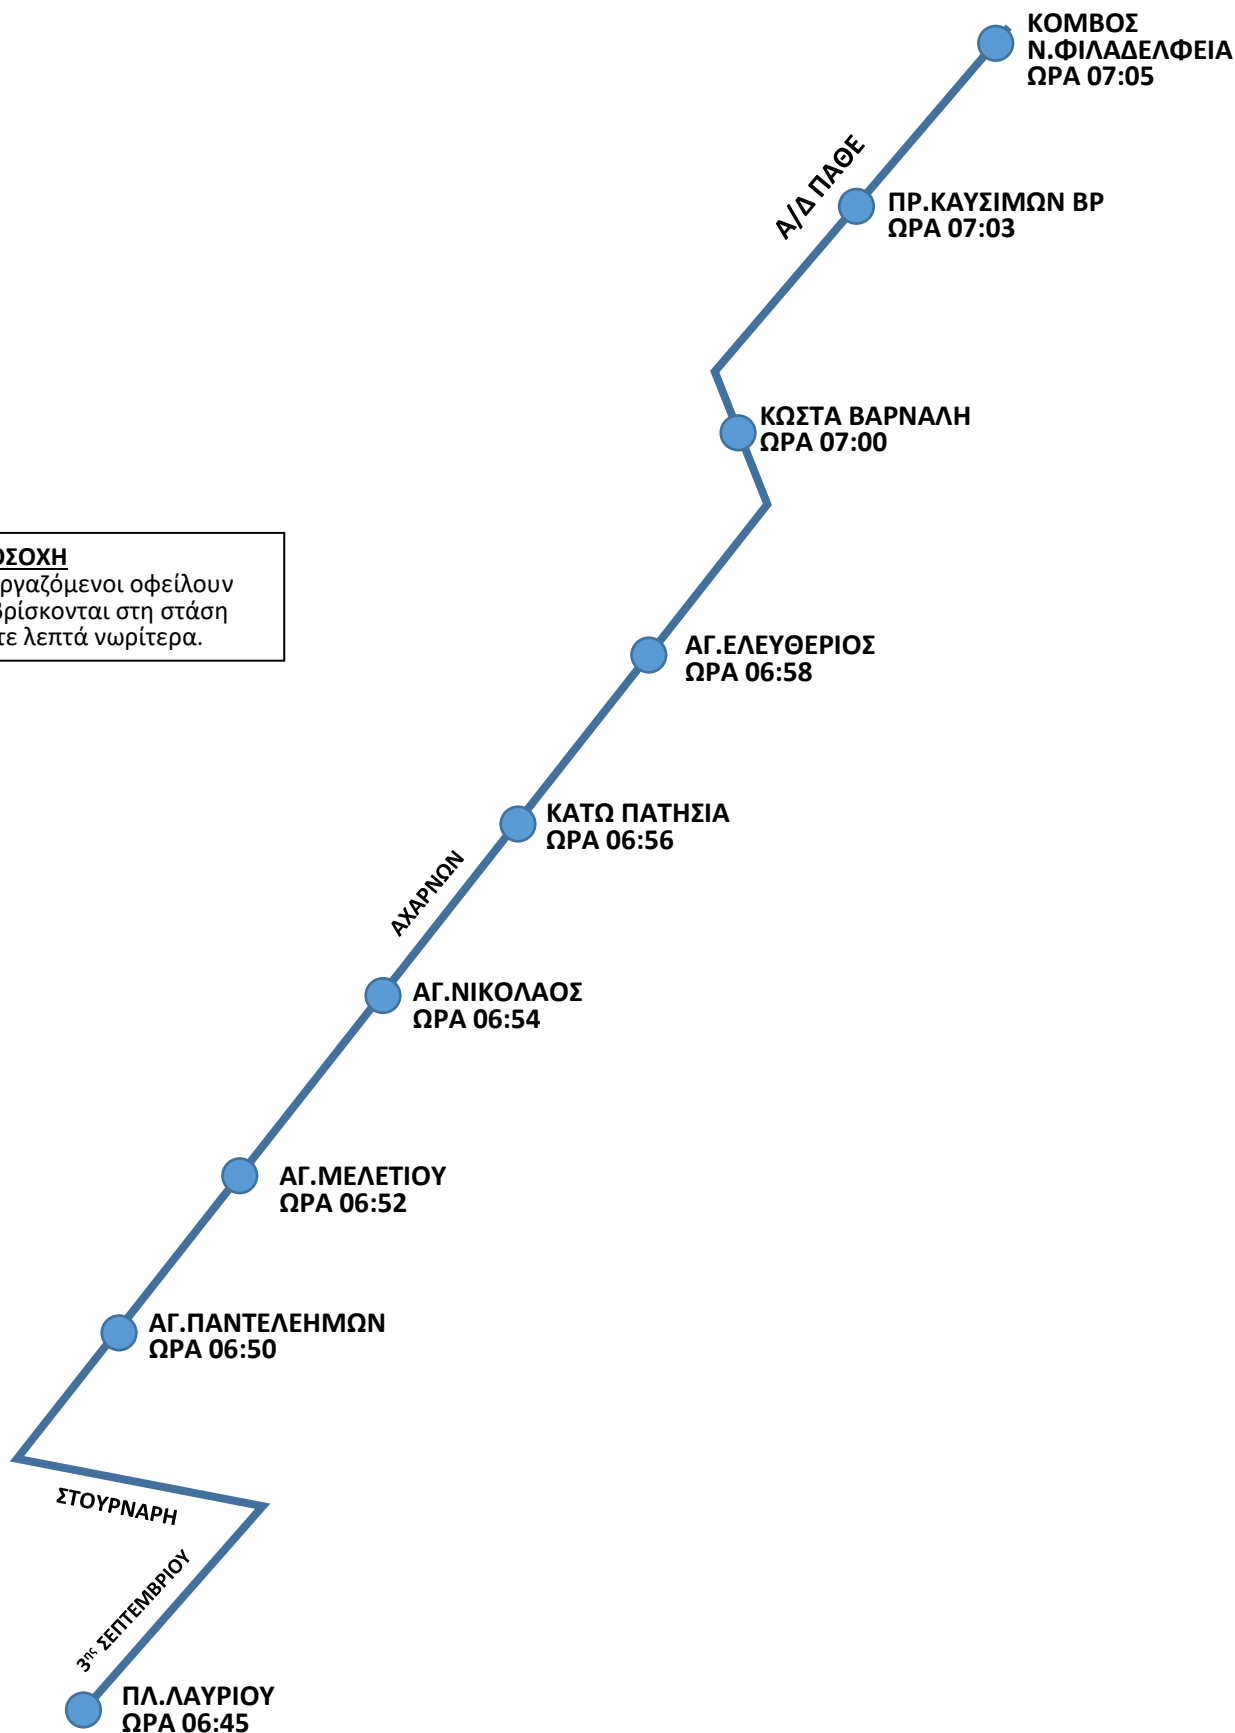 ΚΟΜΒΟΣ
Ν.ΦΙΛΑΔΕΛΦΕΙΑ
ΩΡΑ 07:05
Α/Δ ΠΑΘΕ
ΠΡ.ΚΑΥΣΙΜΩΝ ΒΡ
ΩΡΑ 07:03
ΚΩΣΤΑ ΒΑΡΝΑΛΗ
ΩΡΑ 07:00
ΟΣΟΧΗ
ργαζόμενοι οφείλουν
βρίσκονται στη στάση
τε λεπτά νωρίτερα.
ΑΓ.ΕΛΕΥΘΕΡΙΟΣ
ΩΡΑ 06:58
ΚΑΤΩ ΠΑΤΗΣΙΑ
ΩΡΑ 06:56
ΑΧΑΡΝΩΝ
ΑΓ.ΝΙΚΟΛΑΟΣ
ΩΡΑ 06:54
ΑΓ.ΜΕΛΕΤΙΟΥ
ΩΡΑ 06:52
ΑΓ.ΠΑΝΤΕΛΕΗΜΩΝ
ΩΡΑ 06:50
ΣΤΟΥΡΝΑΡΗ
3ης ΣΕΠΤΕΜΒΡΙΟΥ
ΠΛ.ΛΑΥΡΙΟΥ
ΩΡΑ 06:45